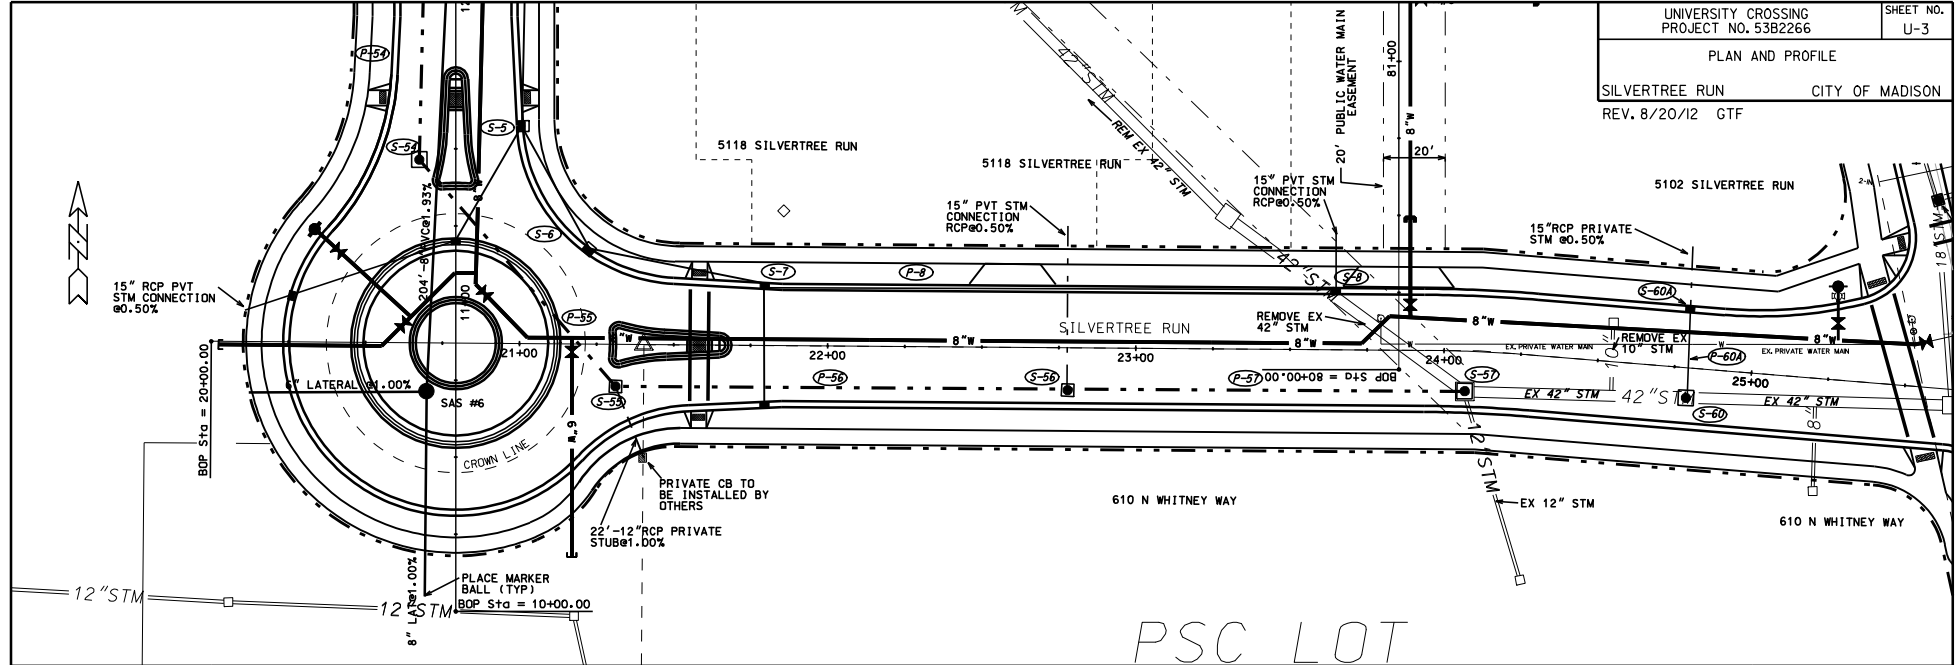 UNIVERSITY CROSSING
PROJECT NO. 53B2266
SHEET NO.
U-3
PLAN AND PROFILE
SILVERTREE RUN
CITY OF MADISON
REV. 8/20/12 GTF
P-54
S-54
S-5
42"STM
REM EX 42" STM
20' PUBLIC WATER MAIN
EASEMENT
81+00
8"W
20'
5118 SILVERTREE RUN
5118 SILVERTREE RUN
5102 SILVERTREE RUN
2-IN
15" PVT STM
CONNECTION
RCP@0.50%
15" PVT STM
CONNECTION
RCP@0.50%
15"RCP PRIVATE
STM @0.50%
18"STM
S-6
S-7
P-8
S-8
42"STM
S-60A
15" RCP PVT
STM CONNECTION
@0.50%
11+00
P-55
21+00
SILVERTREE RUN
REMOVE EX
42" STM
8"W
8"W
8"W
8"W
REMOVE EX
10" STM
EX. PRIVATE WATER MAIN
EX. PRIVATE WATER MAIN
22+00
23+00
24+00
25+00
P-60A
BOP Sta = 20+00.00
6" LATERAL @1.00%
SAS #6
S-55
P-56
S-56
P-57
BOP Sta = 80+00.00
S-57
EX 42" STM
42"STM
EX 42" STM
S-60
CROWN LINE
6"W
12"STM
8"
PRIVATE CB TO
BE INSTALLED BY
OTHERS
22'-12"RCP PRIVATE
STUB@1.00%
610 N WHITNEY WAY
EX 12" STM
610 N WHITNEY WAY
PLACE MARKER
BALL (TYP)
8" LAT@1.00%
BOP Sta = 10+00.00
12"STM
12"STM
PSC LOT